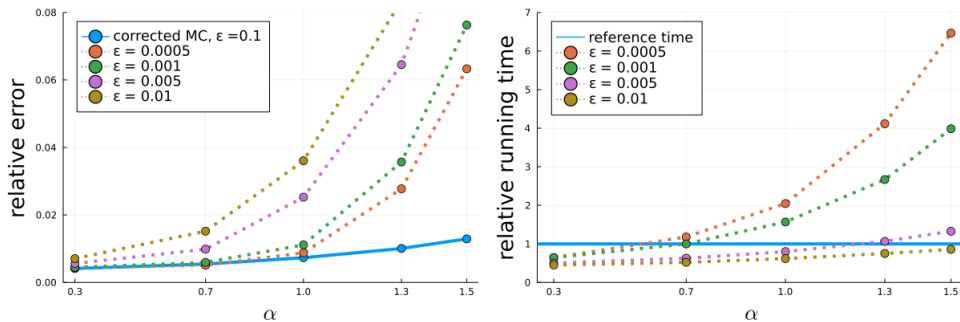 relative error
0.08
0.06
0.04
0.02
0.00
corrected MC, ε =0.1
ε = 0.0005
ε = 0.001
ε = 0.005
ε = 0.01
0.3 0.7 1.0 1.3 1.5
α
relative running time
7
6
5
4
3
2
1
0
reference time
ε = 0.0005
ε = 0.001
ε = 0.005
ε = 0.01
0.3 0.7 1.0 1.3 1.5
α